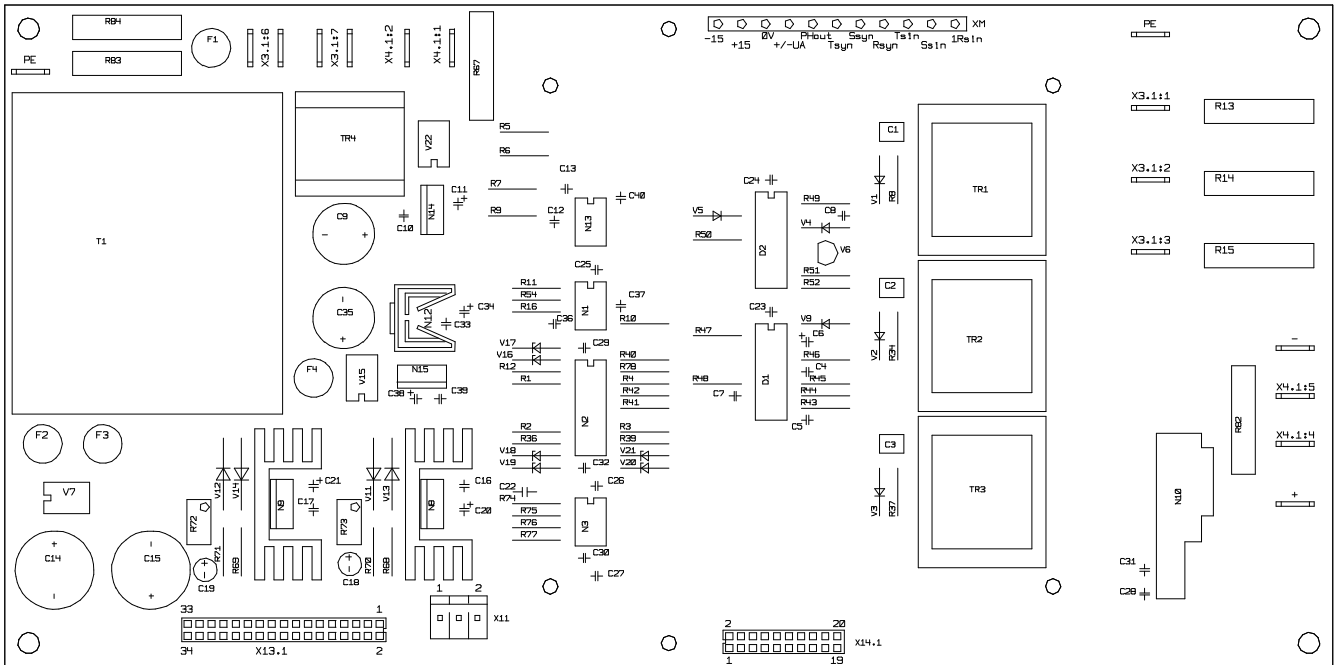 R84
F1
X3.1:6
X3.1:7
X4.1:2
X4.1:1
R67
XM
-15
+15
0V
+/-UA
PHout
Tsyn
Ssyn
Rsyn
Tsin
Ssin
1Rsin
PE
PE
R83
T1
TR4
V22
R5
R6
R7
R9
C13
C12
C40
N13
C11
N14
C10
C9
- +
C24
R49
C8
V5
V4
R50
D2
V6
R51
R52
C1
V1
R8
TR1
X3.1:1
R13
X3.1:2
R14
X3.1:3
R15
C25
R11
R54
R16
N1
C37
C36
R10
C34
C33
N12
C35
-
+
C23
V9
C6
R47
R46
C4
R45
R48
D1
R44
R43
C7
C5
C2
V2
R34
TR2
-
X4.1:5
X4.1:4
+
R82
V17
V16
R12
R1
C29
R40
R78
R4
R42
R41
N2
F4
V15
N15
C38
C39
F2
F3
V7
R2
R36
V18
V19
R3
R39
V21
V20
C32
C26
C22
R74
R75
R76
R77
N3
C30
C27
V12
V14
N9
C21
C17
V11
V13
N8
C16
C20
R72
R73
R71
R69
R70
R68
C14
+
-
C15
-
+
C19
+
C18
+
C3
V3
R37
TR3
N10
C31
C28
33 1
34 X13.1 2
1 2
X11
2 20
X14.1
1 19